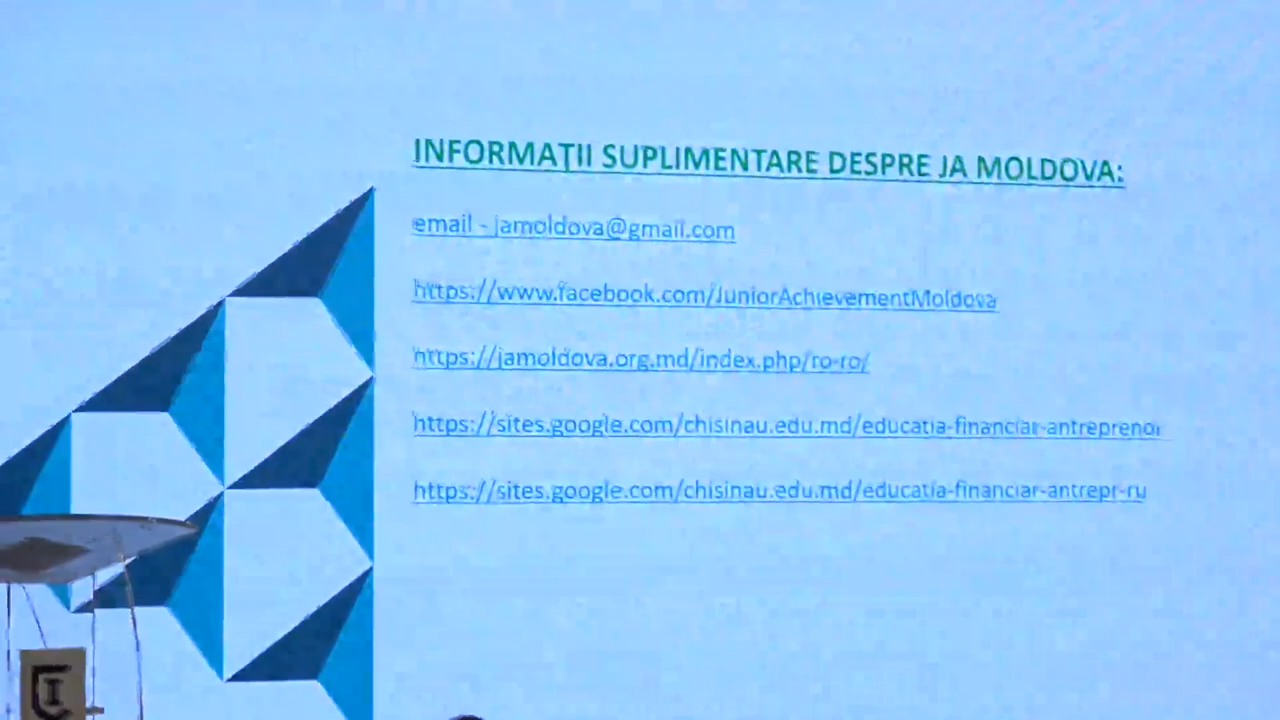 INFORMAȚII SUPLIMENTARE DESPRE JA MOLDOVA:
email - jamoldova@gmail.com
https://www.facebook.com/JuniorAchievementMoldova
https://jamoldova.org.md/index.php/ro-ro/
https://sites.google.com/chisinau.edu.md/educatia-financiar-antreprenor
https://sites.google.com/chisinau.edu.md/educatia-financiar-antrepr-ru